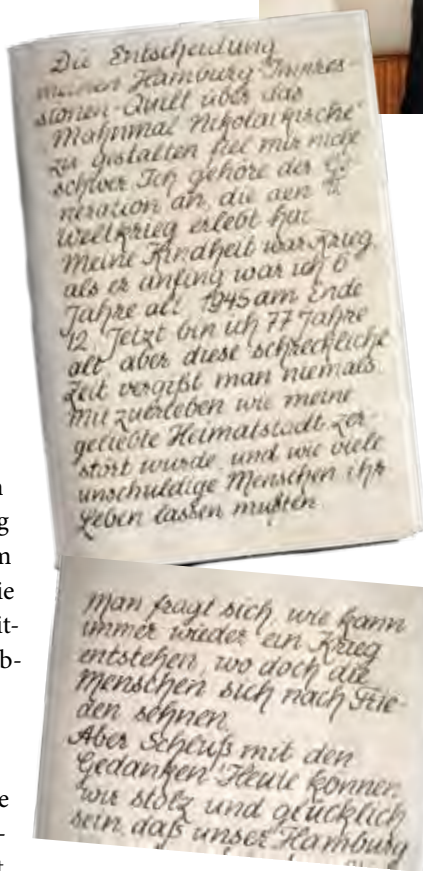 Die Entscheidung
meinen Hamburg-Impres-
sionen-Quilt über das
"Mahnmal Nikolaikirche"
zu gestalten fiel mir nicht
schwer. Ich gehöre der Ge-
neration an, die den II.
Weltkrieg erlebt hat.
Meine Kindheit war Krieg,
als er anfing war ich 6
Jahre alt, 1945 am Ende
12. Jetzt bin ich 77 Jahre
alt, aber diese schreckliche
Zeit vergißt man niemals.
Mitzuerleben wie meine
geliebte Heimatstadt zer-
stört wurde, und wie viele
unschuldige Menschen ihr
Leben lassen mußten.
g
m
ie
it-
b-
man fragt sich, wie kann
immer wieder ein Krieg
entstehen, wo doch die
Menschen sich nach Frie-
den sehnen.
Aber Schluß mit den
Gedanken. Heute können
wir stolz und glücklich
sein, daß unser Hamburg
e
-
t